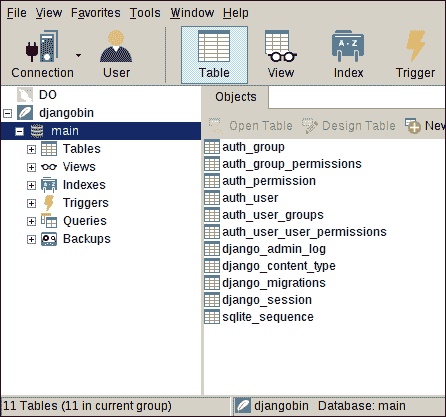 File View Favorites Tools Window Help
Connection User Table View Index Trigger
DO
djangobin
main
Tables
Views
Indexes
Triggers
Queries
Backups
Objects
Open Table Design Table New
auth_group
auth_group_permissions
auth_permission
auth_user
auth_user_groups
auth_user_user_permissions
django_admin_log
django_content_type
django_migrations
django_session
sqlite_sequence
11 Tables (11 in current group) djangobin Database: main